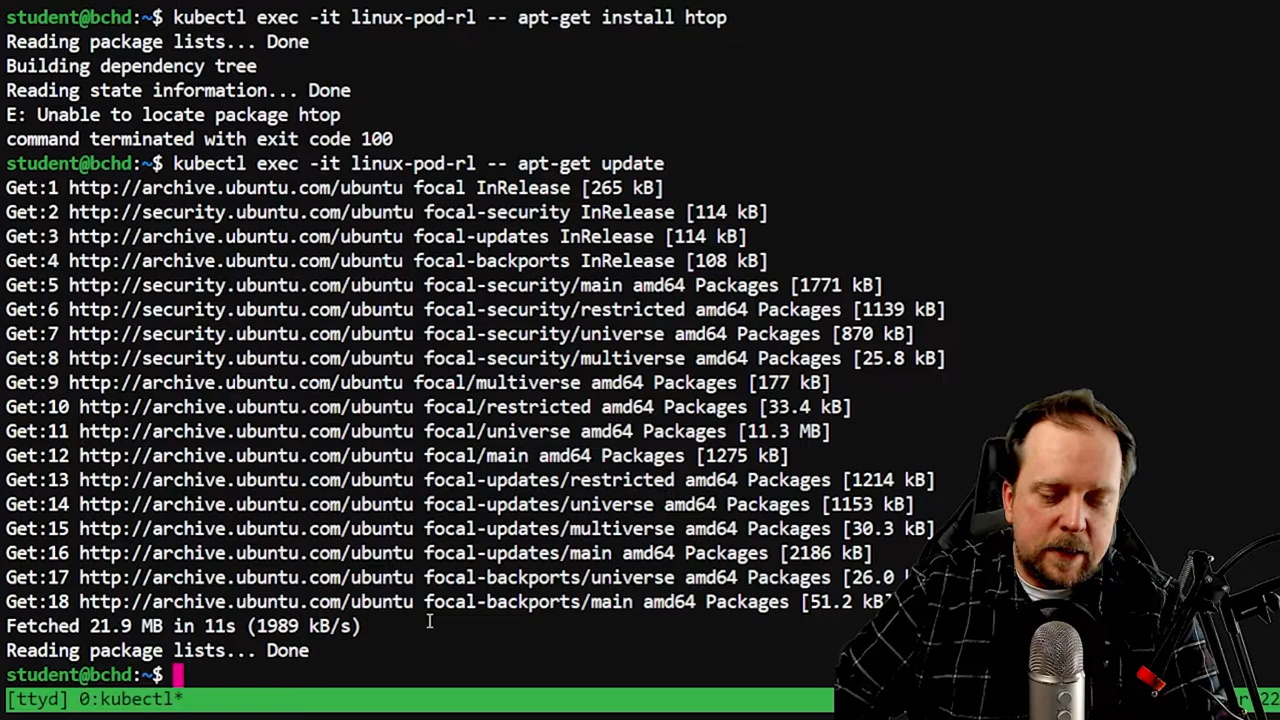 student@bchd:~$ kubectl exec -it linux-pod-rl -- apt-get install htop
Reading package lists... Done
Building dependency tree
Reading state information... Done
E: Unable to locate package htop
command terminated with exit code 100
student@bchd:~$ kubectl exec -it linux-pod-rl -- apt-get update
Get:1 http://archive.ubuntu.com/ubuntu focal InRelease [265 kB]
Get:2 http://security.ubuntu.com/ubuntu focal-security InRelease [114 kB]
Get:3 http://archive.ubuntu.com/ubuntu focal-updates InRelease [114 kB]
Get:4 http://archive.ubuntu.com/ubuntu focal-backports InRelease [108 kB]
Get:5 http://security.ubuntu.com/ubuntu focal-security/main amd64 Packages [1771 kB]
Get:6 http://security.ubuntu.com/ubuntu focal-security/restricted amd64 Packages [1139 kB]
Get:7 http://security.ubuntu.com/ubuntu focal-security/universe amd64 Packages [870 kB]
Get:8 http://security.ubuntu.com/ubuntu focal-security/multiverse amd64 Packages [25.8 kB]
Get:9 http://archive.ubuntu.com/ubuntu focal/multiverse amd64 Packages [177 kB]
Get:10 http://archive.ubuntu.com/ubuntu focal/restricted amd64 Packages [33.4 kB]
Get:11 http://archive.ubuntu.com/ubuntu focal/universe amd64 Packages [11.3 MB]
Get:12 http://archive.ubuntu.com/ubuntu focal/main amd64 Packages [1275 kB]
Get:13 http://archive.ubuntu.com/ubuntu focal-updates/restricted amd64 Packages [1214 kB]
Get:14 http://archive.ubuntu.com/ubuntu focal-updates/universe amd64 Packages [1153 kB]
Get:15 http://archive.ubuntu.com/ubuntu focal-updates/multiverse amd64 Packages [30.3 kB]
Get:16 http://archive.ubuntu.com/ubuntu focal-updates/main amd64 Packages [2186 kB]
Get:17 http://archive.ubuntu.com/ubuntu focal-backports/universe amd64 Packages [26.0
Get:18 http://archive.ubuntu.com/ubuntu focal-backports/main amd64 Packages [51.2 kB]
Fetched 21.9 MB in 11s (1989 kB/s)
Reading package lists... Done
student@bchd:~$
[ttyd] 0:kubectl*